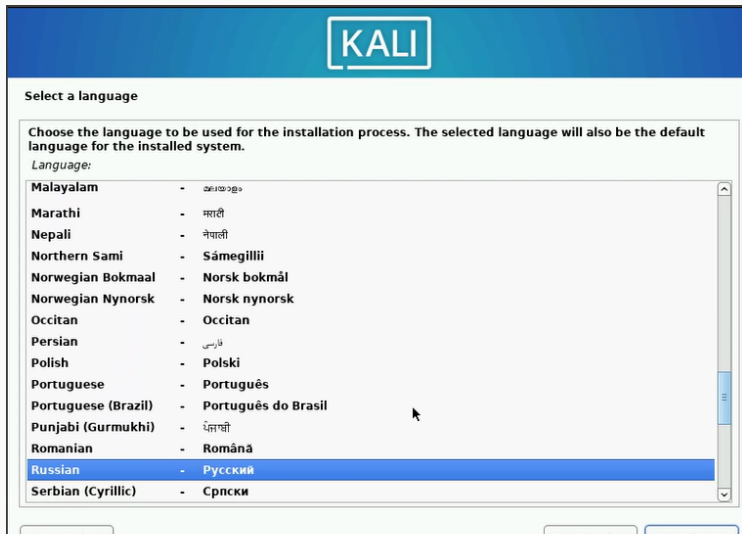 KALI
Select a language
Choose the language to be used for the installation process. The selected language will also be the default
language for the installed system.
Language:
Malayalam - മലയാളം
Marathi - मराठी
Nepali - नेपाली
Northern Sami - Sámegillii
Norwegian Bokmaal - Norsk bokmål
Norwegian Nynorsk - Norsk nynorsk
Occitan - Occitan
Persian - فارسی
Polish - Polski
Portuguese - Português
Portuguese (Brazil) - Português do Brasil
Punjabi (Gurmukhi) - ਪੰਜਾਬੀ
Romanian - Română
Russian - Русский
Serbian (Cyrillic) - Српски